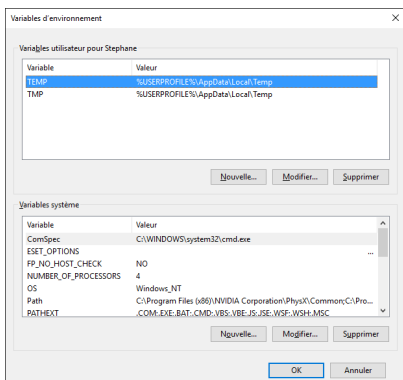 Variables d'environnement
Variables utilisateur pour Stephane
Variable Valeur
TEMP %USERPROFILE%\AppData\Local\Temp
TMP %USERPROFILE%\AppData\Local\Temp
Nouvelle... Modifier... Supprimer
Variables système
Variable Valeur
ComSpec C:\WINDOWS\system32\cmd.exe
ESET_OPTIONS ...
FP_NO_HOST_CHECK NO
NUMBER_OF_PROCESSORS 4
OS Windows_NT
Path C:\Program Files (x86)\NVIDIA Corporation\PhysX\Common;C:\Pro...
PATHEXT .COM;.EXE;.BAT;.CMD;.VBS;.VBE;.JS;.JSE;.WSF;.WSH;.MSC
Nouvelle... Modifier... Supprimer
OK Annuler